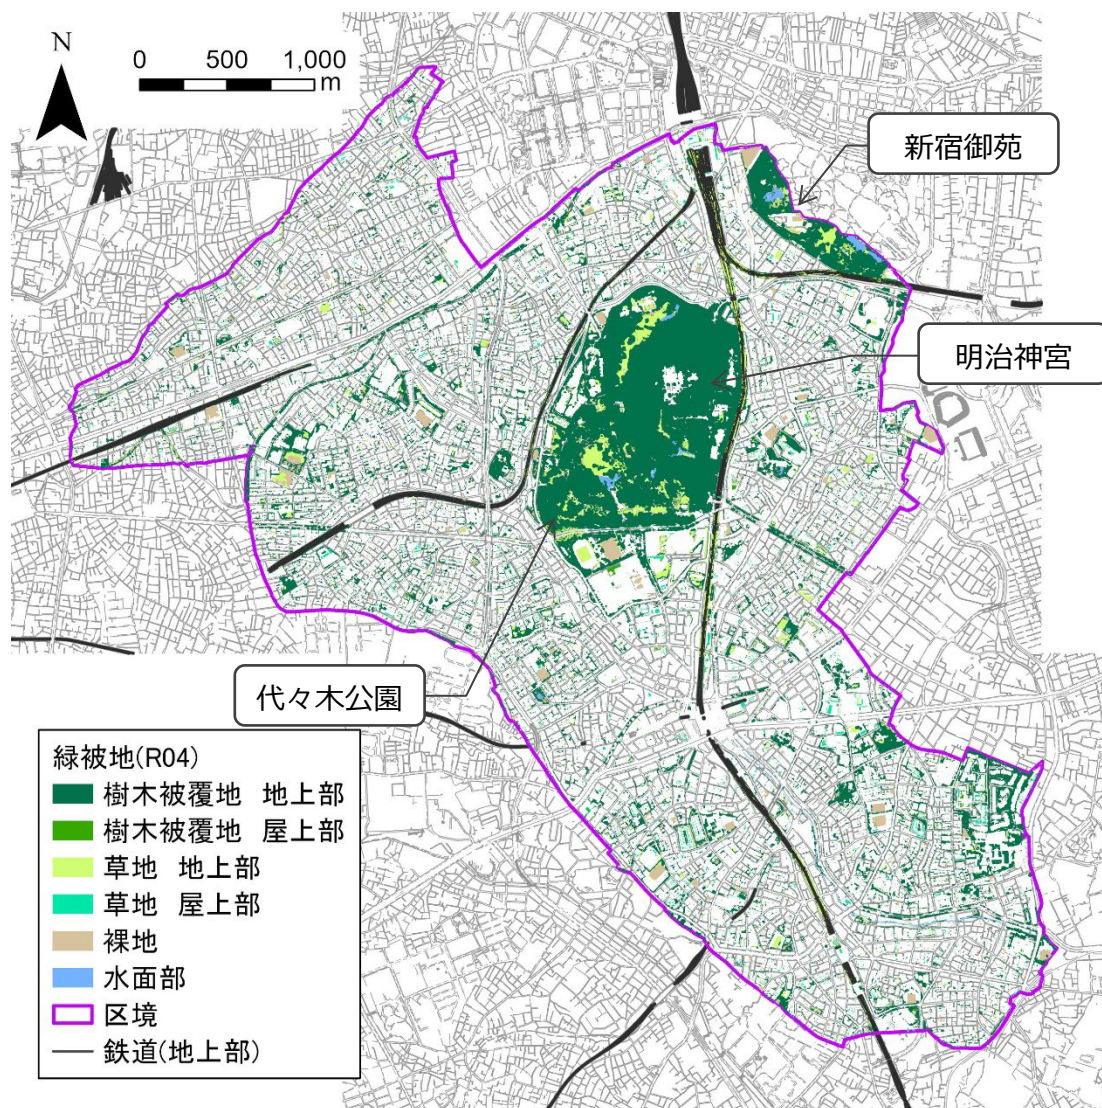 N
0 500 1,000
m
新宿御苑
明治神宮
代々木公園
緑被地(R04)
樹木被覆地 地上部
樹木被覆地 屋上部
草地 地上部
草地 屋上部
裸地
水面部
区境
鉄道(地上部)